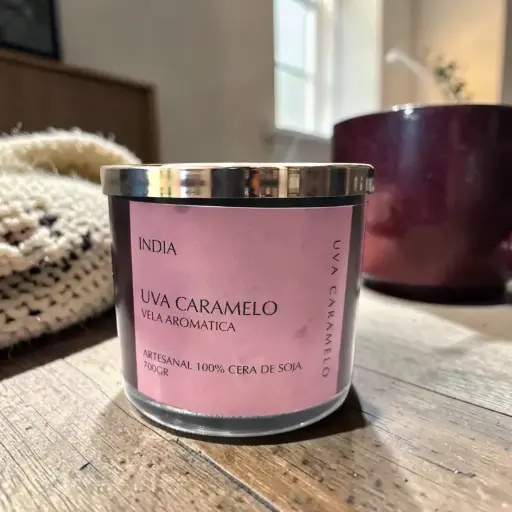 INDIA
UVA CARAMELO
VELA AROMATICA
ARTESANAL 100% CERA DE SOJA
700GR
UVA CARAMELO